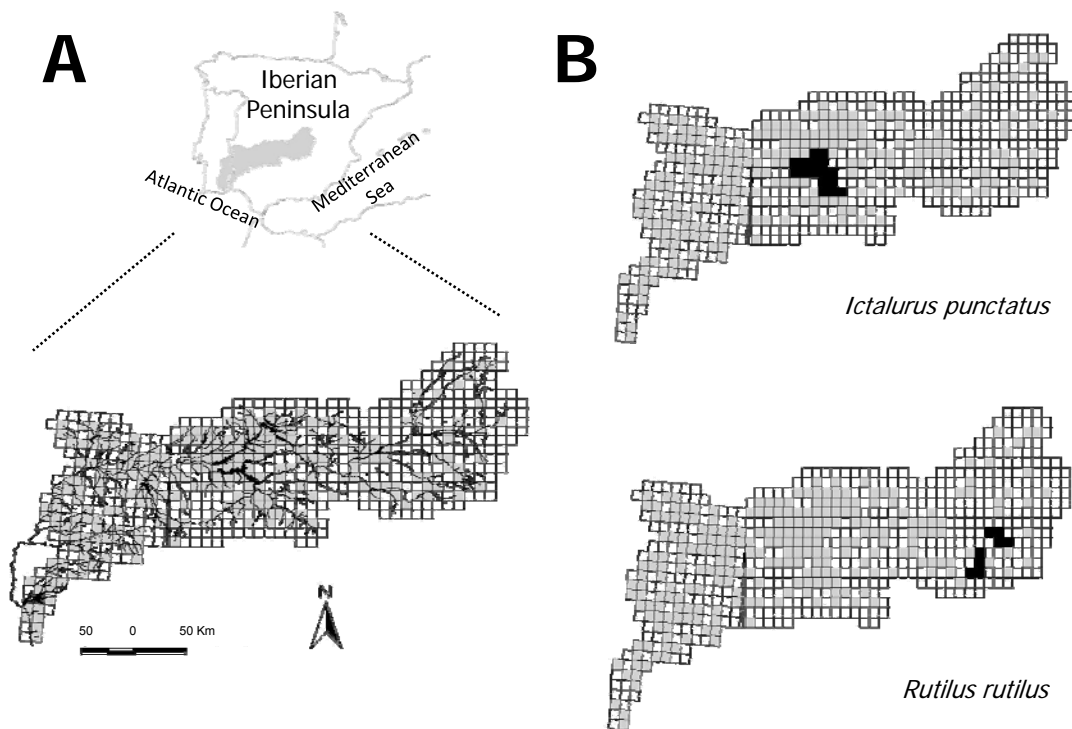 A
Iberian
Peninsula
Atlantic Ocean
Mediterranean
Sea
N
50 0 50 Km
B
Ictalurus punctatus
Rutilus rutilus